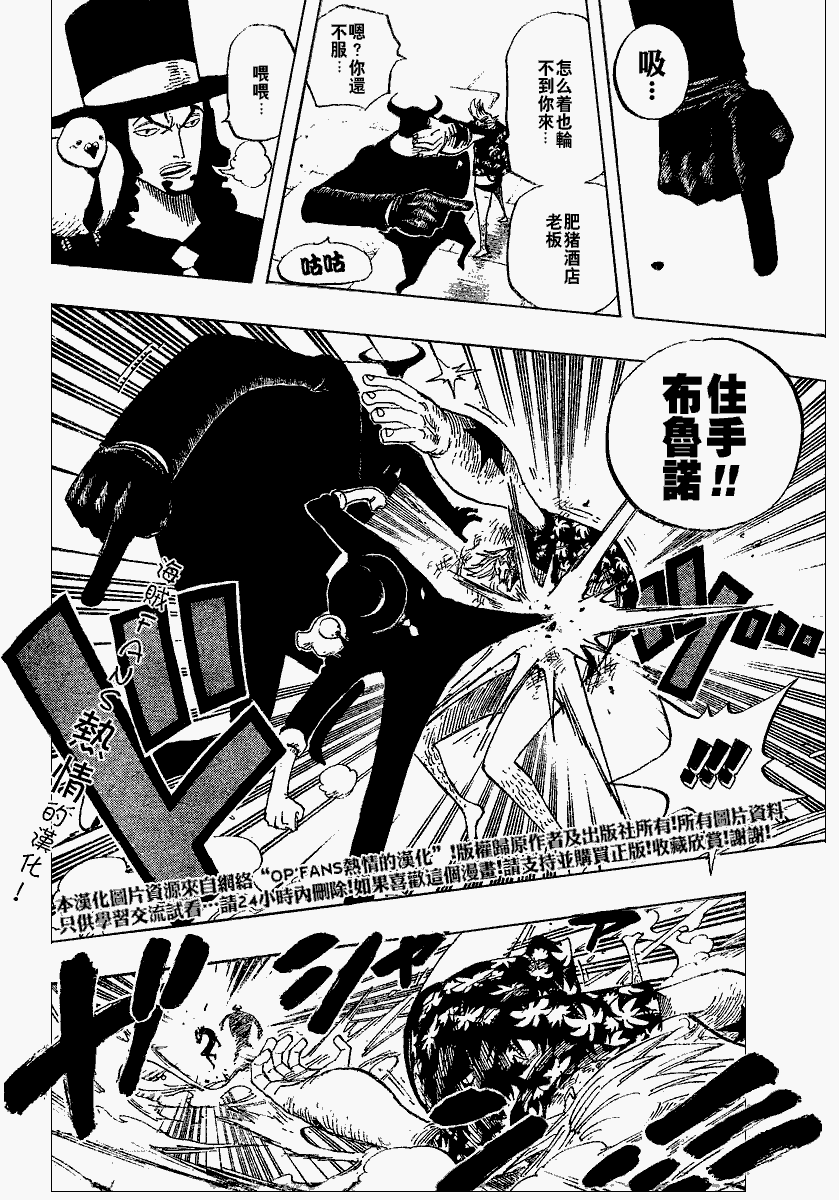 吸…
怎么着也輪
不到你來…
肥猪酒店
老板
嗯?你還
不服…
咕咕
喂喂…
住手!!
布魯諾
ドドッ…
!!!
海賊FANS熱情的漢化!
本漢化圖片資源來自網絡“OP FANS熱情的漢化”!版權歸原作者及出版社所有!所有圖片資料
只供學習交流試看…請24小時內刪除!如果喜歡這個漫畫!請支持並購買正版!收藏欣賞!謝謝!